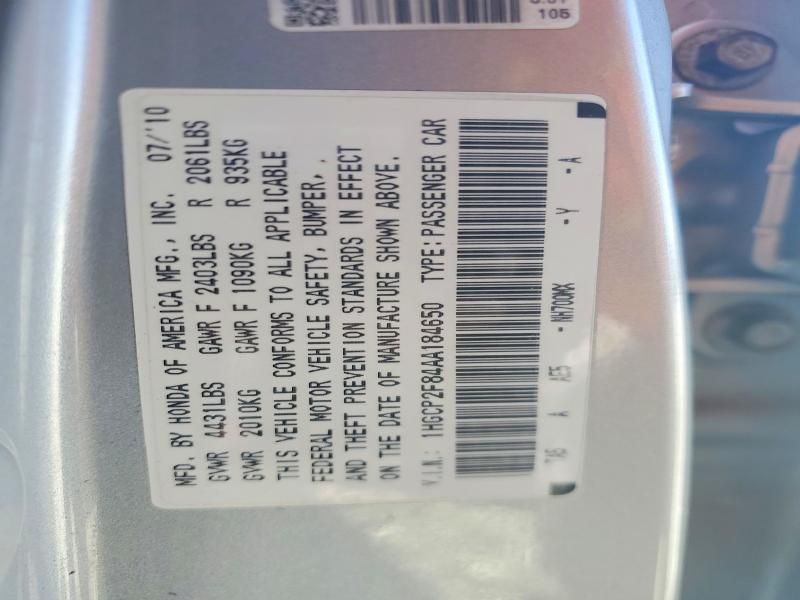 105
MFD. BY HONDA OF AMERICA MFG., INC. 07/'10
GVWR 4431LBS GAWR F 2403LBS R 2061LBS
GVWR 2010KG GAWR F 1090KG R 935KG
THIS VEHICLE CONFORMS TO ALL APPLICABLE
FEDERAL MOTOR VEHICLE SAFETY, BUMPER, ,
AND THEFT PREVENTION STANDARDS IN EFFECT
ON THE DATE OF MANUFACTURE SHOWN ABOVE.
V.I.N.: 1HGCP2F84AA184650 TYPE: PASSENGER CAR
TA5 A AE5 - NH700MX - Y - A